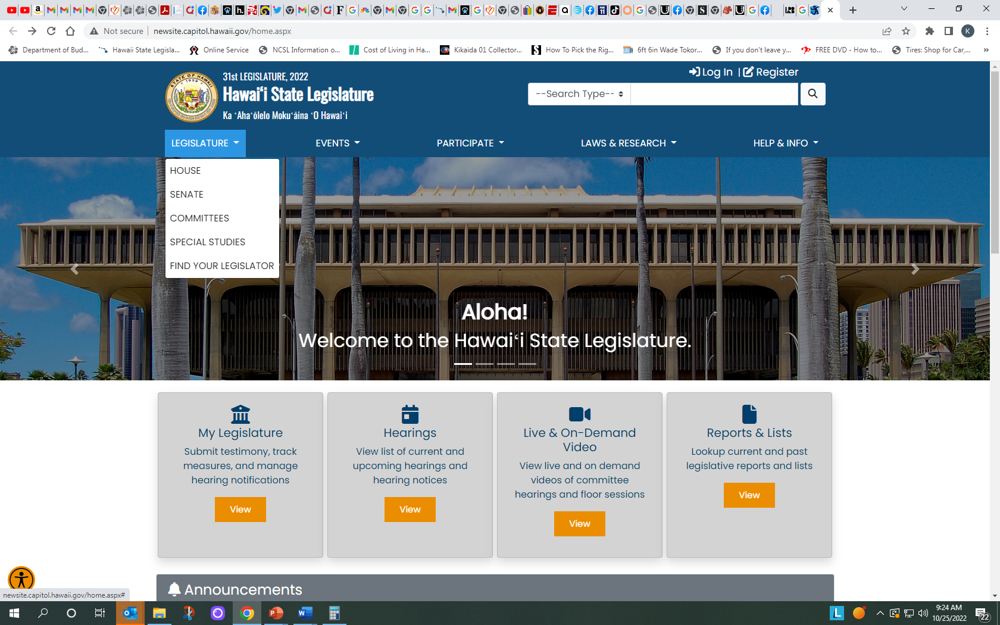 Not secure
newsite.capitol.hawaii.gov/home.aspx
K
Department of Bud...
Hawaii State Legisla...
Online Service
NCSL Information o...
Cost of Living in Ha...
Kikaida 01 Collector...
How To Pick the Rig...
6ft 6in Wade Tokor...
If you don't leave y...
FREE DVD - How to...
Tires: Shop for Car,...
»
31st LEGISLATURE, 2022
Hawaiʻi State Legislature
Ka ʻAhaʻōlelo Mokuʻāina ʻO Hawaiʻi
STATE OF HAWAII
1959
Log In | Register
--Search Type--
LEGISLATURE
EVENTS
PARTICIPATE
LAWS & RESEARCH
HELP & INFO
HOUSE
SENATE
COMMITTEES
SPECIAL STUDIES
FIND YOUR LEGISLATOR
Aloha!
Welcome to the Hawaiʻi State Legislature.
My Legislature
Submit testimony, track
measures, and manage
hearing notifications
View
Hearings
View list of current and
upcoming hearings and
hearing notices
View
Live & On-Demand
Video
View live and on demand
videos of committee
hearings and floor sessions
View
Reports & Lists
Lookup current and past
legislative reports and lists
View
Announcements
newsite.capitol.hawaii.gov/home.aspx#
9:24 AM
10/25/2022
22